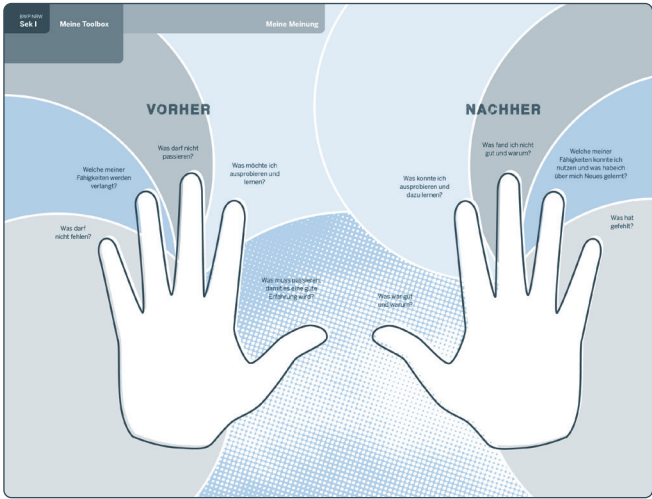 BWP NRW
Sek I
Meine Toolbox
Meine Meinung
VORHER
Was darf
nicht fehlen?
Welche meiner
Fähigkeiten werden
verlangt?
Was darf nicht
passieren?
Was möchte ich
ausprobieren und
lernen?
Was muss passieren,
damit es eine gute
Erfahrung wird?
NACHHER
Was war gut
und warum?
Was konnte ich
ausprobieren und
dazu lernen?
Was fand ich nicht
gut und warum?
Welche meiner
Fähigkeiten konnte ich
nutzen und was habe ich
über mich Neues gelernt?
Was hat
gefehlt?